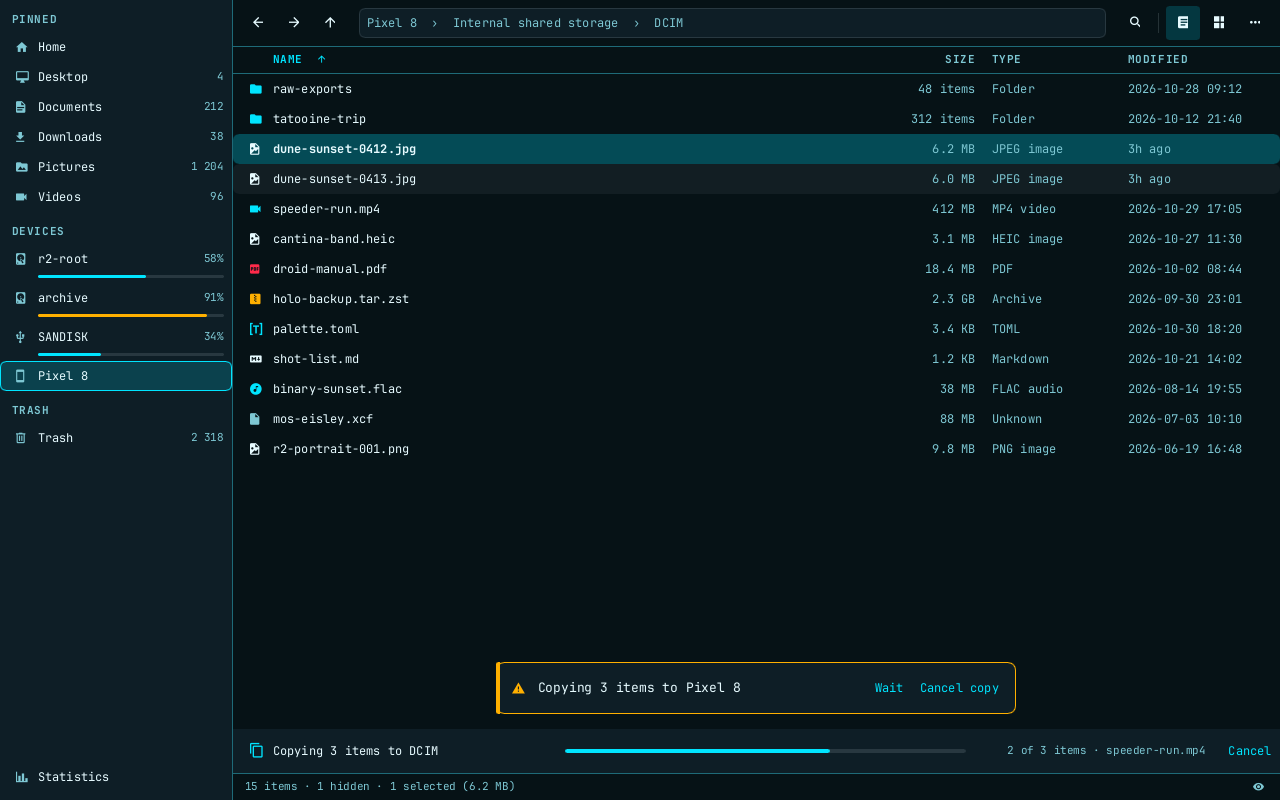 PINNED
Home
Desktop 4
Documents 212
Downloads 38
Pictures 1 204
Videos 96
DEVICES
r2-root 58%
archive 91%
SANDISK 34%
Pixel 8
TRASH
Trash 2 318
Statistics
Pixel 8 › Internal shared storage › DCIM
NAME ↑ SIZE TYPE MODIFIED
raw-exports 48 items Folder 2026-10-28 09:12
tatooine-trip 312 items Folder 2026-10-12 21:40
dune-sunset-0412.jpg 6.2 MB JPEG image 3h ago
dune-sunset-0413.jpg 6.0 MB JPEG image 3h ago
speeder-run.mp4 412 MB MP4 video 2026-10-29 17:05
cantina-band.heic 3.1 MB HEIC image 2026-10-27 11:30
droid-manual.pdf 18.4 MB PDF 2026-10-02 08:44
holo-backup.tar.zst 2.3 GB Archive 2026-09-30 23:01
palette.toml 3.4 KB TOML 2026-10-30 18:20
shot-list.md 1.2 KB Markdown 2026-10-21 14:02
binary-sunset.flac 38 MB FLAC audio 2026-08-14 19:55
mos-eisley.xcf 88 MB Unknown 2026-07-03 10:10
r2-portrait-001.png 9.8 MB PNG image 2026-06-19 16:48
Copying 3 items to Pixel 8 Wait Cancel copy
Copying 3 items to DCIM 2 of 3 items · speeder-run.mp4 Cancel
15 items · 1 hidden · 1 selected (6.2 MB)